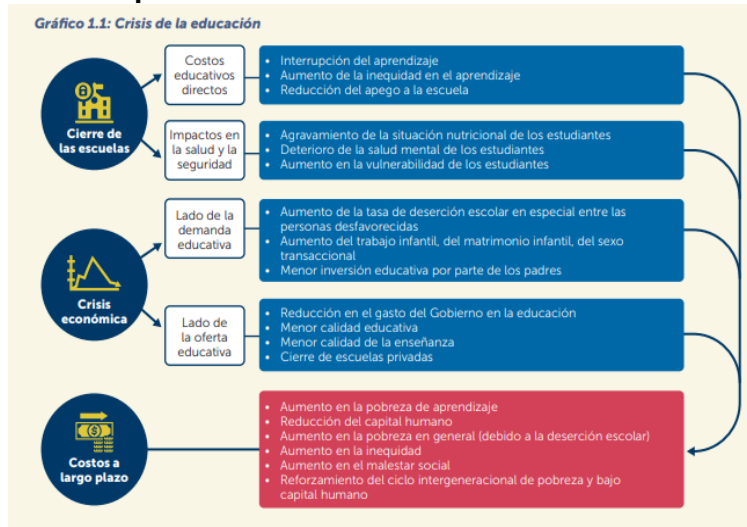 Gráfico 1.1: Crisis de la educación
Cierre de
las escuelas
Costos
educativos
directos
• Interrupción del aprendizaje
• Aumento de la inequidad en el aprendizaje
• Reducción del apego a la escuela
Impactos en
la salud y la
seguridad
• Agravamiento de la situación nutricional de los estudiantes
• Deterioro de la salud mental de los estudiantes
• Aumento en la vulnerabilidad de los estudiantes
Crisis
económica
Lado de la
demanda
educativa
• Aumento de la tasa de deserción escolar en especial entre las
personas desfavorecidas
• Aumento del trabajo infantil, del matrimonio infantil, del sexo
transaccional
• Menor inversión educativa por parte de los padres
Lado de
la oferta
educativa
• Reducción en el gasto del Gobierno en la educación
• Menor calidad educativa
• Menor calidad de la enseñanza
• Cierre de escuelas privadas
Costos a
largo plazo
• Aumento en la pobreza de aprendizaje
• Reducción del capital humano
• Aumento en la pobreza en general (debido a la deserción escolar)
• Aumento en la inequidad
• Aumento en el malestar social
• Reforzamiento del ciclo intergeneracional de pobreza y bajo
capital humano